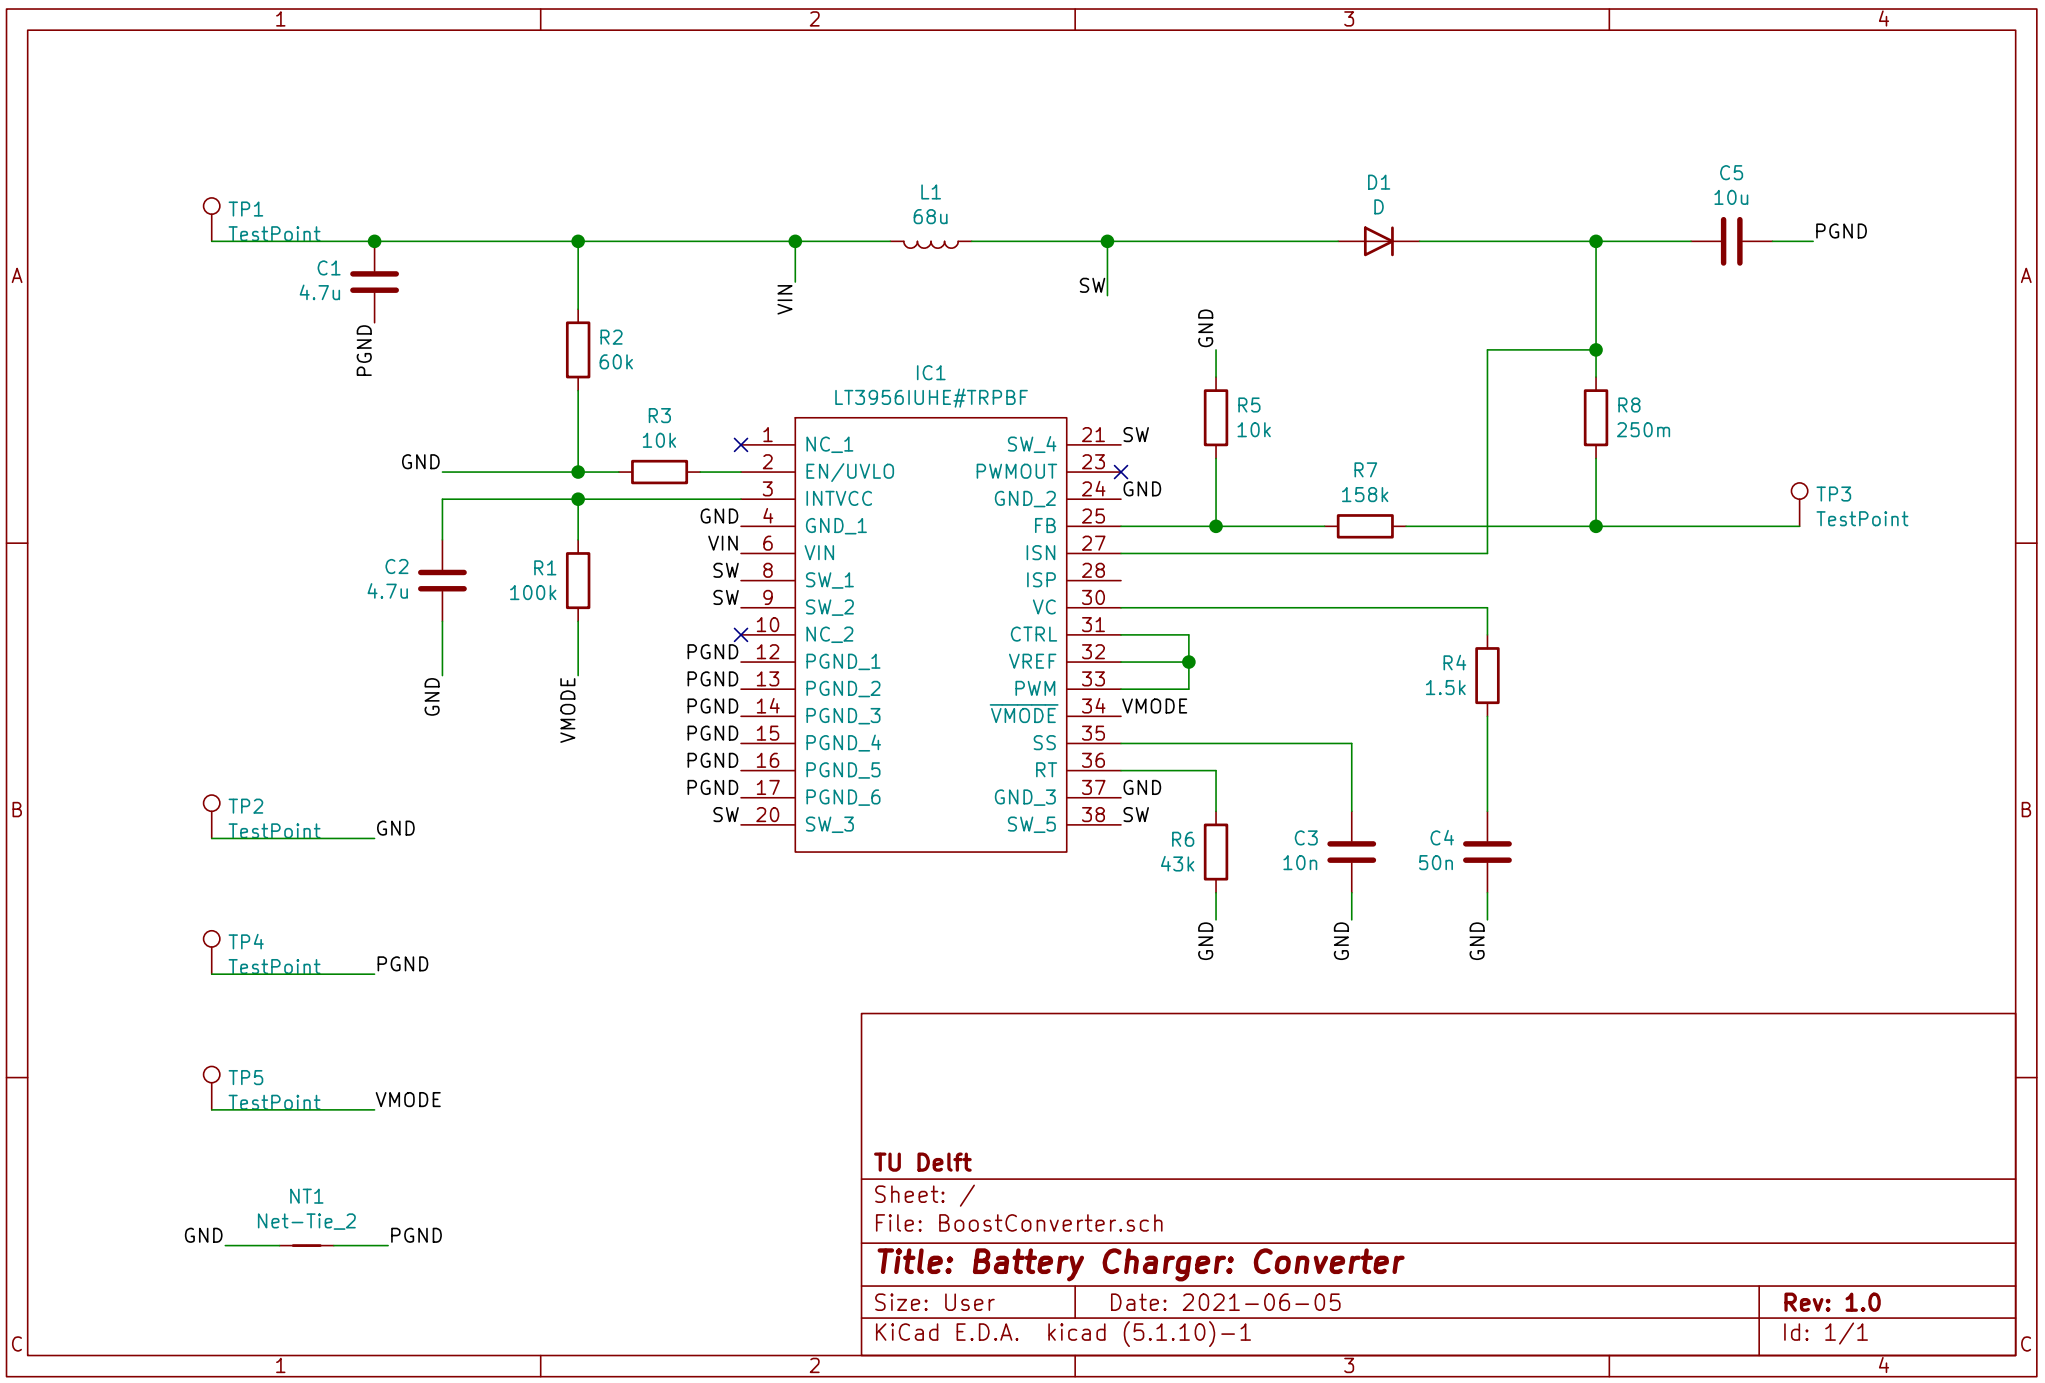 1 2 3 4
A A
B B
C C
1 2 3 4
TP1
TestPoint
C1
4.7u
PGND
R2
60k
VIN
L1
68u
SW
D1
D
C5
10u
PGND
GND
R5
10k
R8
250m
R7
158k
TP3
TestPoint
R3
10k
GND
IC1
LT3956IUHE#TRPBF
1 NC_1
2 EN/UVLO
3 INTVCC
GND 4 GND_1
VIN 6 VIN
SW 8 SW_1
SW 9 SW_2
10 NC_2
PGND 12 PGND_1
PGND 13 PGND_2
PGND 14 PGND_3
PGND 15 PGND_4
PGND 16 PGND_5
PGND 17 PGND_6
SW 20 SW_3
SW_4 21 SW
PWMOUT 23
GND_2 24 GND
FB 25
ISN 27
ISP 28
VC 30
CTRL 31
VREF 32
PWM 33
VMODE 34 VMODE
SS 35
RT 36
GND_3 37 GND
SW_5 38 SW
C2
4.7u
GND
R1
100k
VMODE
R4
1.5k
R6
43k
GND
C3
10n
GND
C4
50n
GND
TP2
TestPoint
GND
TP4
TestPoint
PGND
TP5
TestPoint
VMODE
NT1
Net-Tie_2
GND PGND
TU Delft
Sheet: /
File: BoostConverter.sch
Title: Battery Charger: Converter
Size: User Date: 2021-06-05 Rev: 1.0
KiCad E.D.A. kicad (5.1.10)-1 Id: 1/1